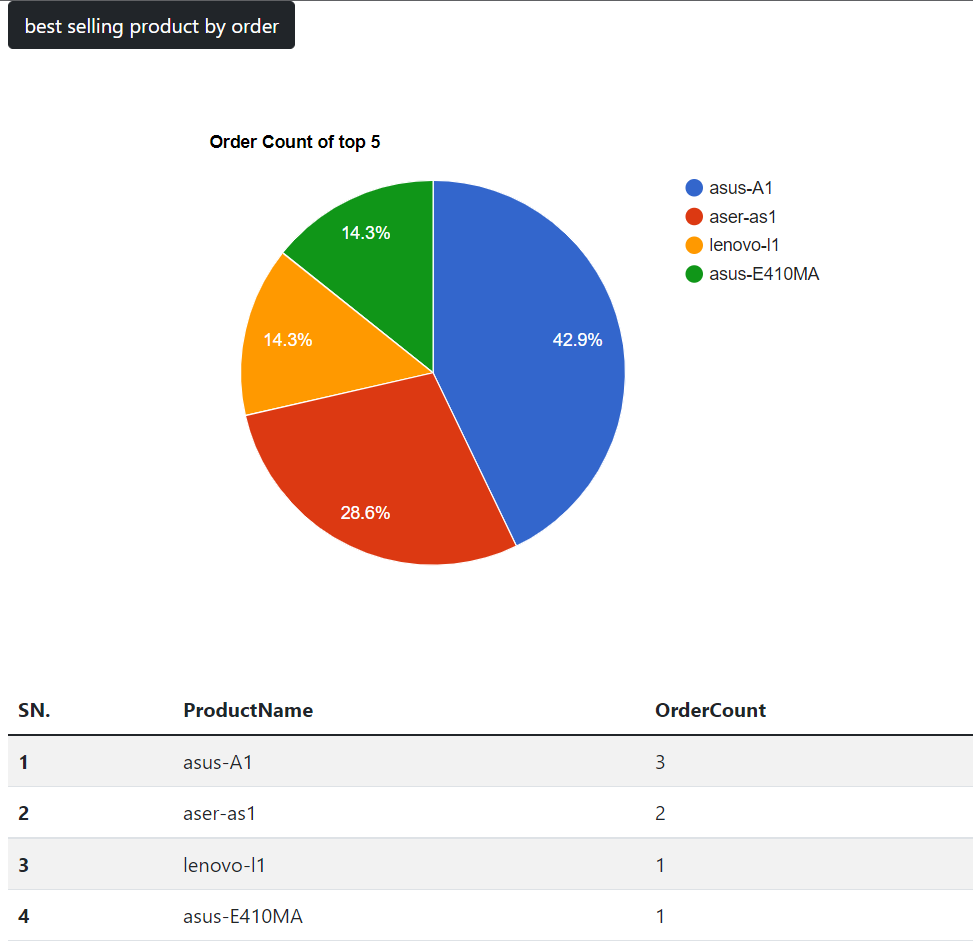 best selling product by order
Order Count of top 5
asus-A1
aser-as1
lenovo-l1
asus-E410MA
14.3%
14.3%
42.9%
28.6%
SN. ProductName OrderCount
1 asus-A1 3
2 aser-as1 2
3 lenovo-l1 1
4 asus-E410MA 1